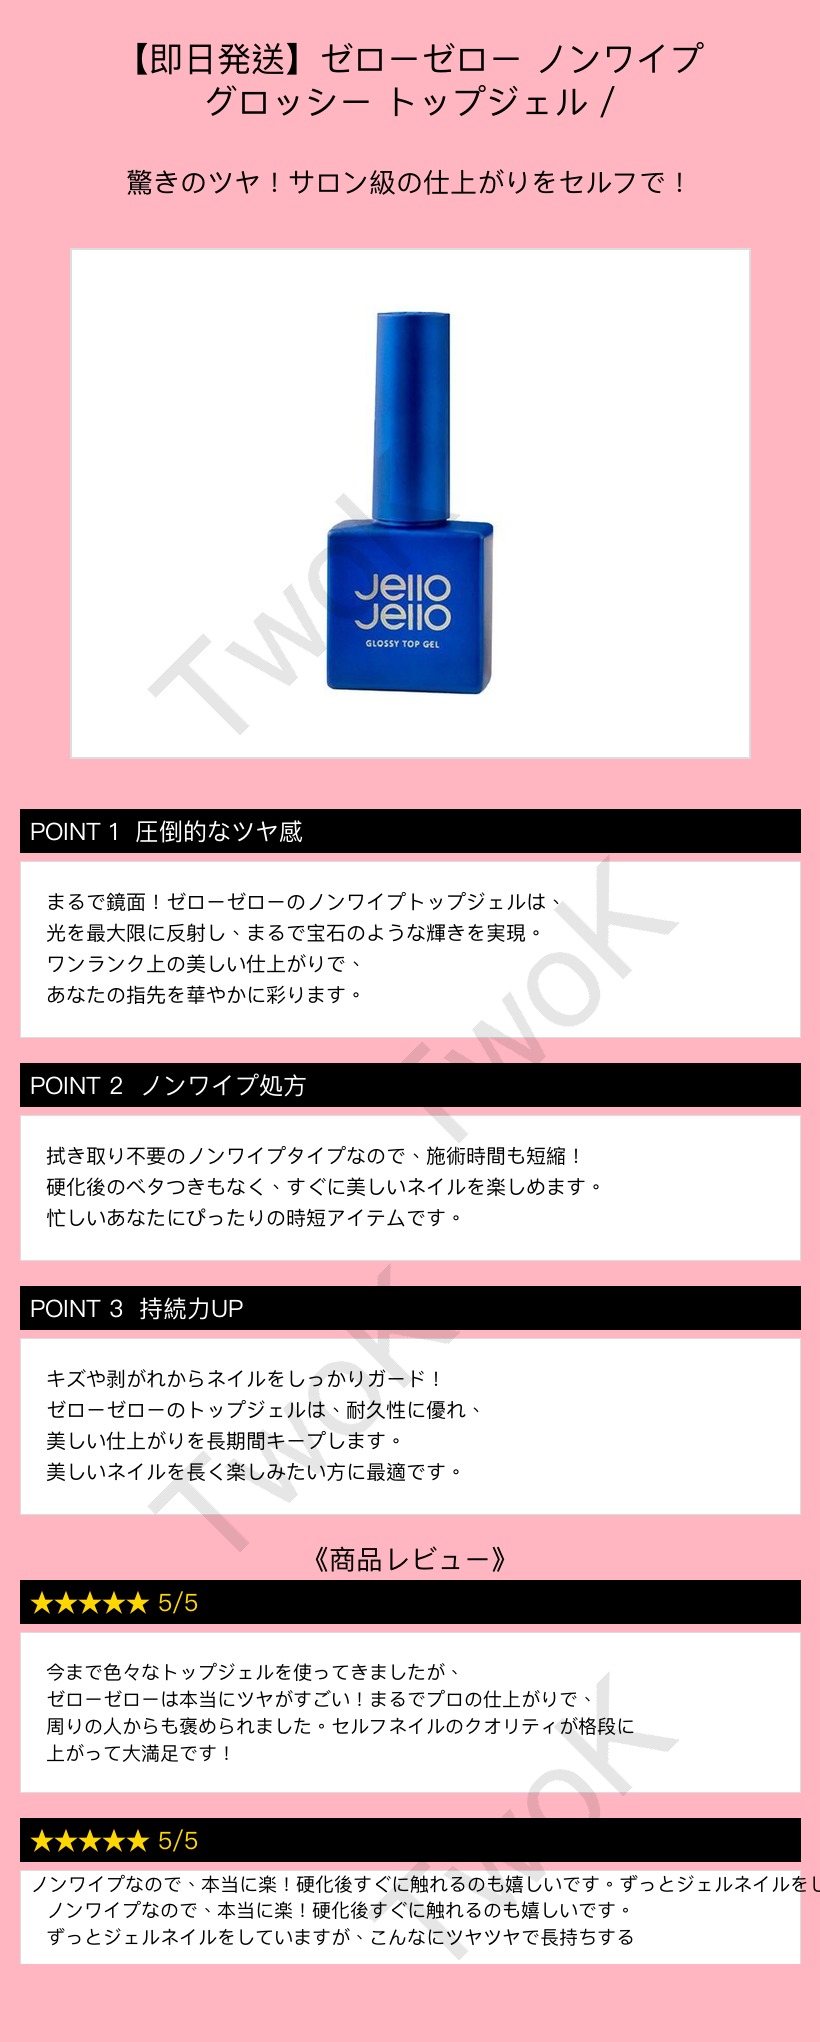 【即日発送】ゼローゼロー ノンワイプ
グロッシー トップジェル /
驚きのツヤ！サロン級の仕上がりをセルフで！
Jello
Jello
GLOSSY TOP GEL
TwoK
POINT 1 圧倒的なツヤ感
まるで鏡面！ゼローゼローのノンワイプトップジェルは、
光を最大限に反射し、まるで宝石のような輝きを実現。
ワンランク上の美しい仕上がりで、
あなたの指先を華やかに彩ります。
TwoK
POINT 2 ノンワイプ処方
拭き取り不要のノンワイプタイプなので、施術時間も短縮！
硬化後のベタつきもなく、すぐに美しいネイルを楽しめます。
忙しいあなたにぴったりの時短アイテムです。
POINT 3 持続力UP
キズや剥がれからネイルをしっかりガード！
ゼローゼローのトップジェルは、耐久性に優れ、
美しい仕上がりを長期間キープします。
美しいネイルを長く楽しみたい方に最適です。
TwoK
《商品レビュー》
★★★★★ 5/5
今まで色々なトップジェルを使ってきましたが、
ゼローゼローは本当にツヤがすごい！まるでプロの仕上がりで、
周りの人からも褒められました。セルフネイルのクオリティが格段に
上がって大満足です！
TwoK
★★★★★ 5/5
ノンワイプなので、本当に楽！硬化後すぐに触れるのも嬉しいです。ずっとジェルネイルをし
ノンワイプなので、本当に楽！硬化後すぐに触れるのも嬉しいです。
ずっとジェルネイルをしていますが、こんなにツヤツヤで長持ちする